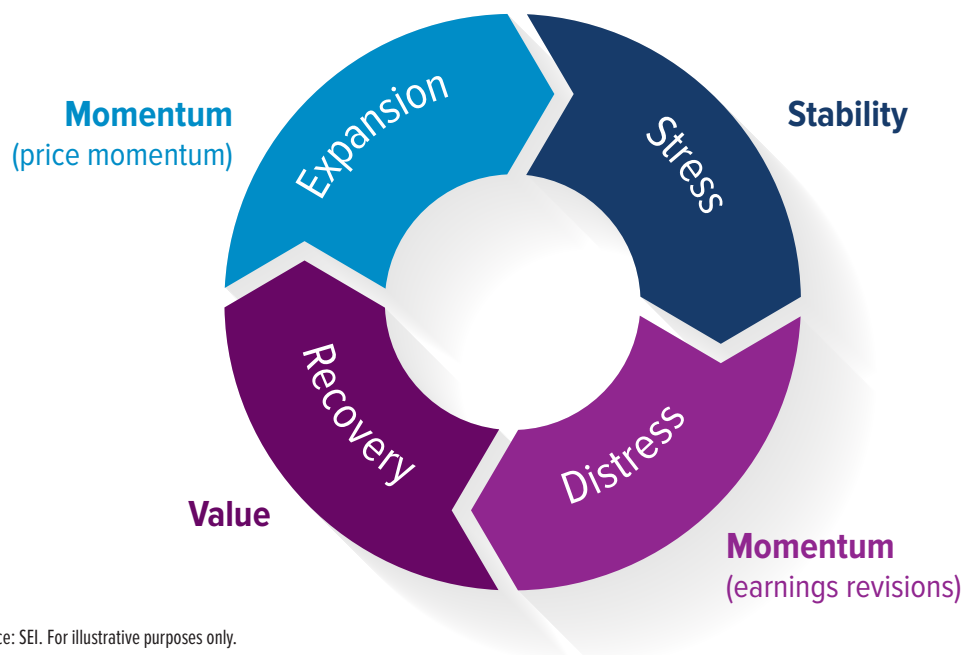 Expansion
Momentum
(price momentum)
Stress
Stability
Recovery
Distress
Value
Momentum
(earnings revisions)
: SEI. For illustrative purposes only.